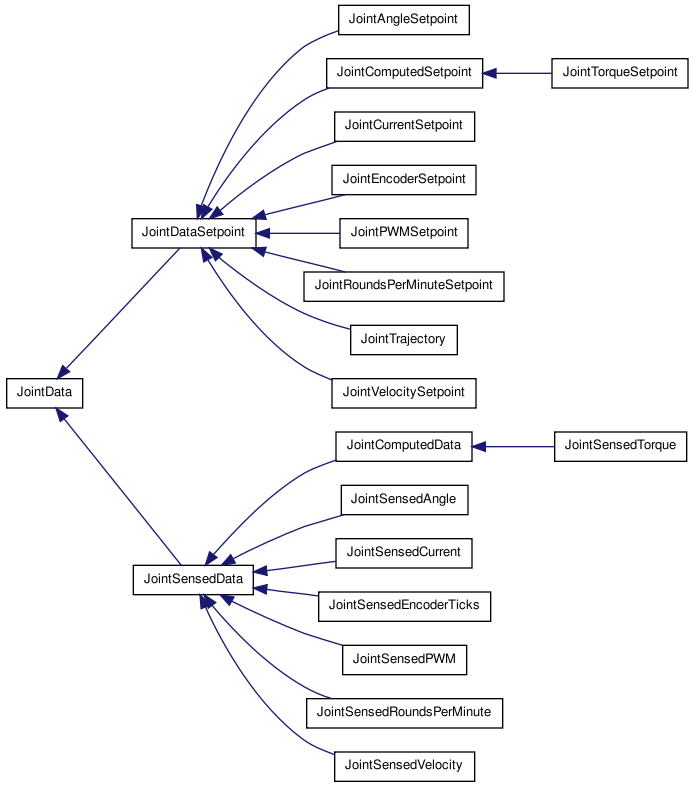 JointAngleSetpoint
JointComputedSetpoint
JointTorqueSetpoint
JointCurrentSetpoint
JointEncoderSetpoint
JointDataSetpoint
JointPWMSetpoint
JointRoundsPerMinuteSetpoint
JointTrajectory
JointData
JointVelocitySetpoint
JointComputedData
JointSensedTorque
JointSensedAngle
JointSensedCurrent
JointSensedData
JointSensedEncoderTicks
JointSensedPWM
JointSensedRoundsPerMinute
JointSensedVelocity